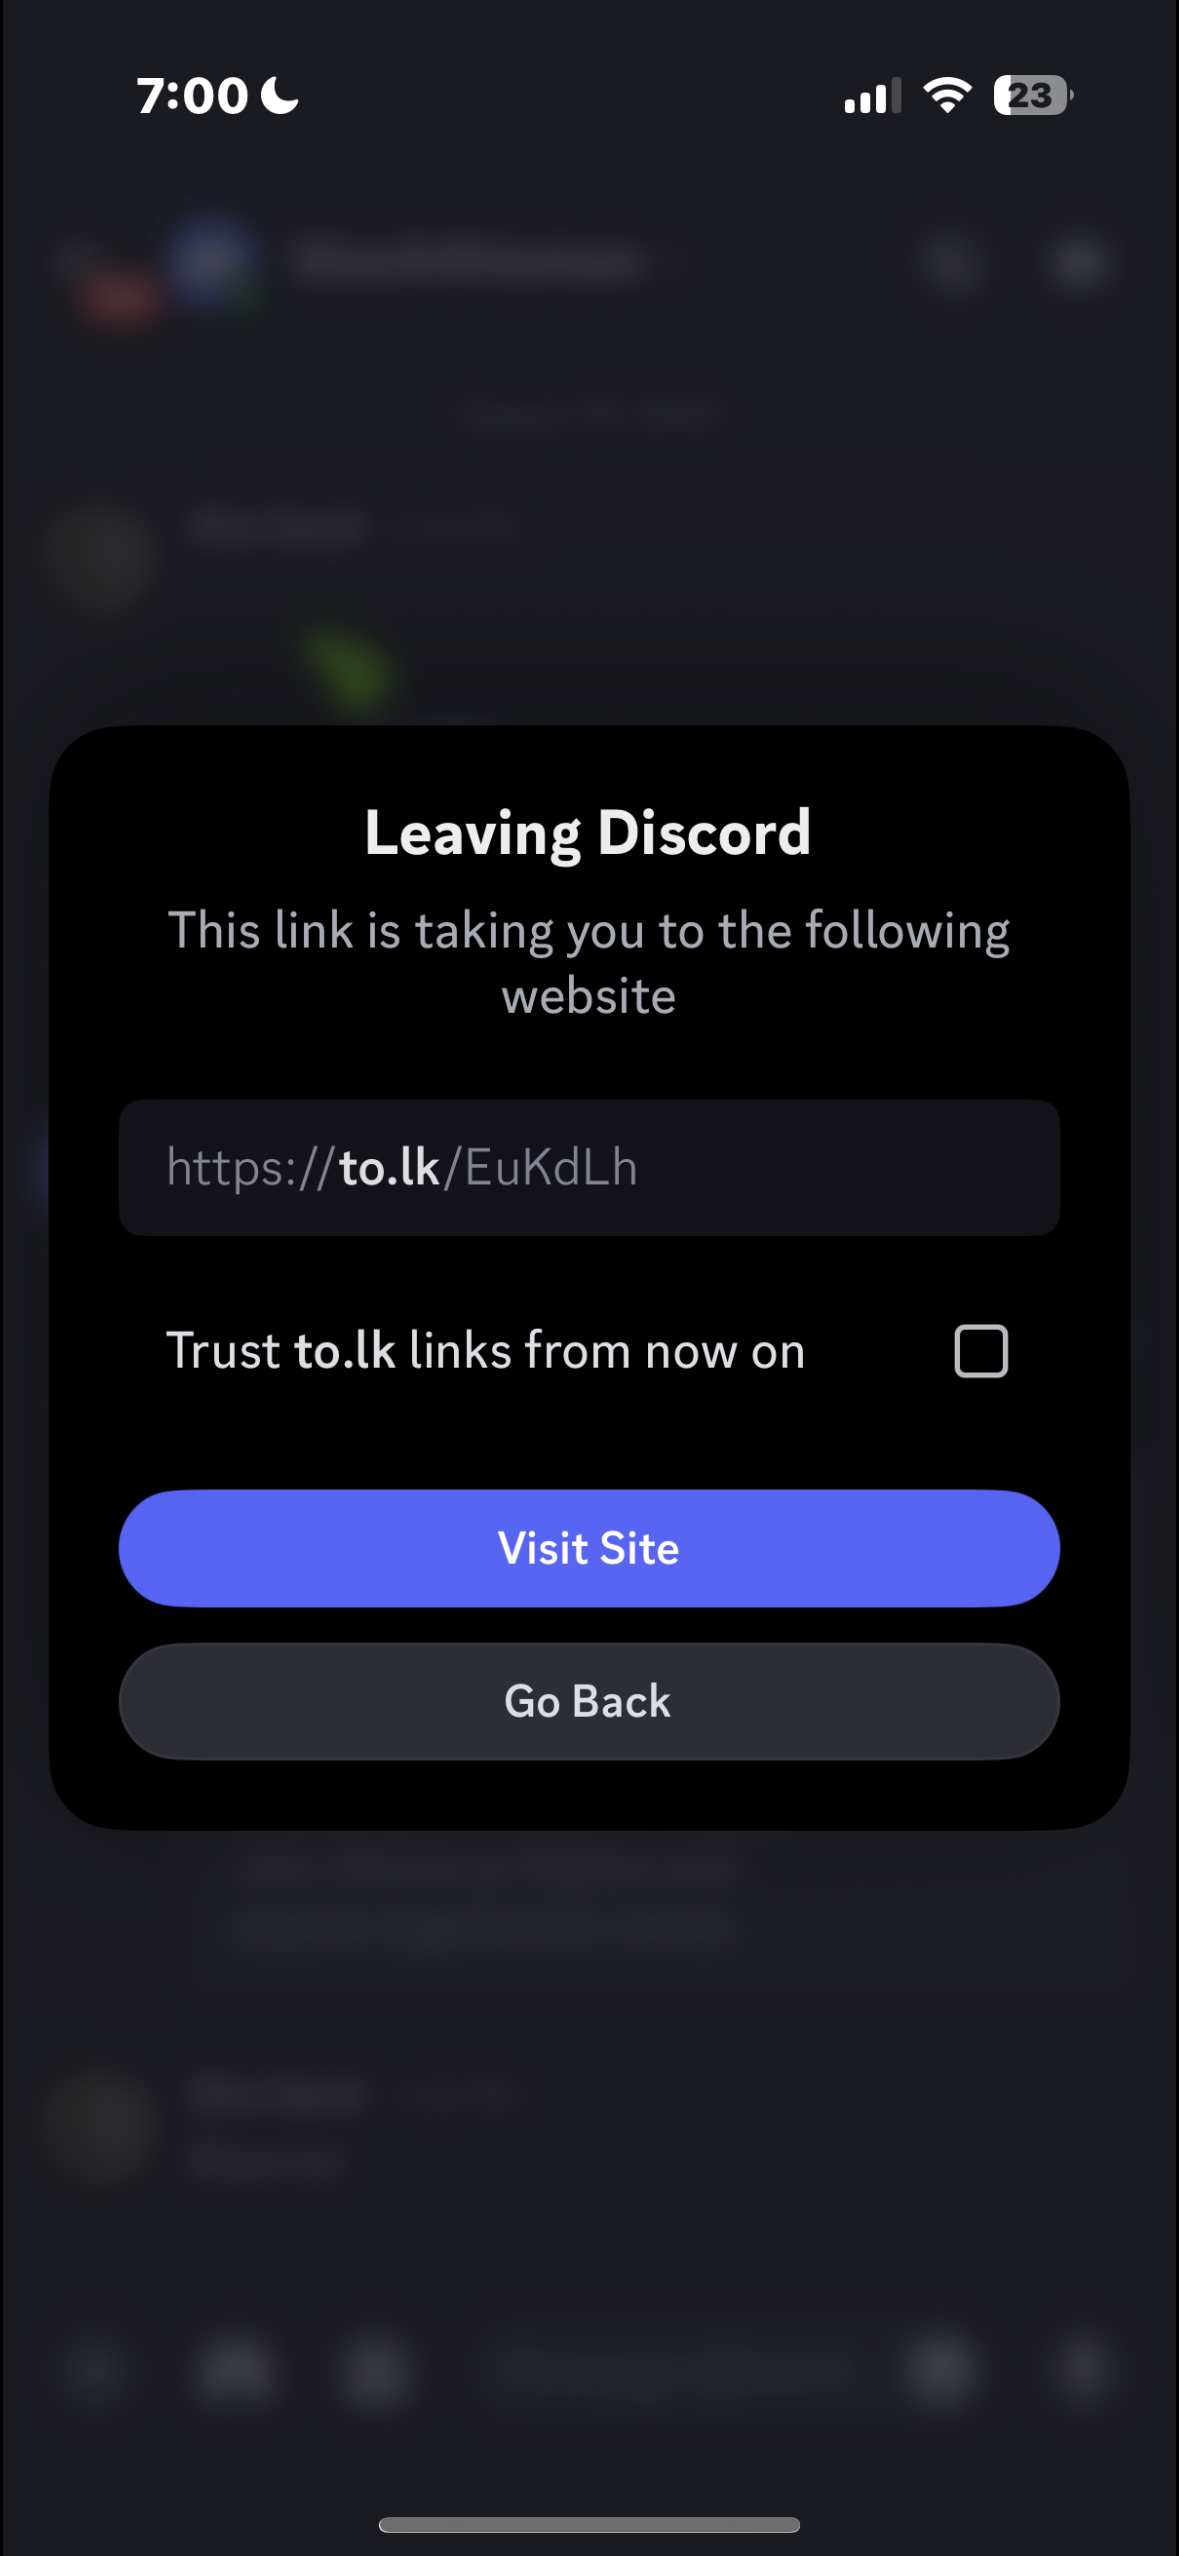 7:00
23
Leaving Discord
This link is taking you to the following
website
https://to.lk/EuKdLh
Trust to.lk links from now on
Visit Site
Go Back